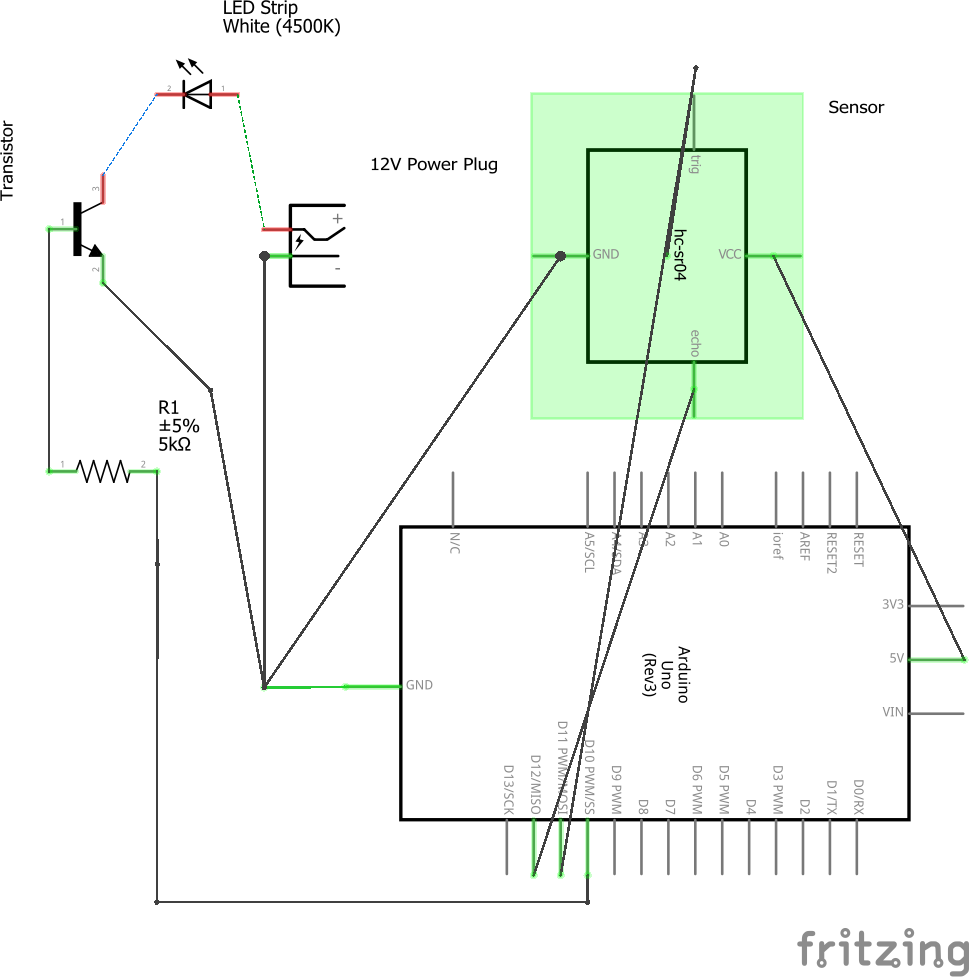 LED Strip
White (4500K)
2
1
Transistor
3
1
2
12V Power Plug
+
-
Sensor
trig
GND
hc-sr04
VCC
echo
R1
±5%
5kΩ
1
2
N/C
A5/SCL
A4/SDA
A3
A2
A1
A0
ioref
AREF
RESET2
RESET
3V3
5V
VIN
GND
Arduino
Uno
(Rev3)
D13/SCK
D12/MISO
D11 PWM/MOSI
D10 PWM/SS
D9 PWM
D8
D7
D6 PWM
D5 PWM
D4
D3 PWM
D2
D1/TX
D0/RX
fritzing